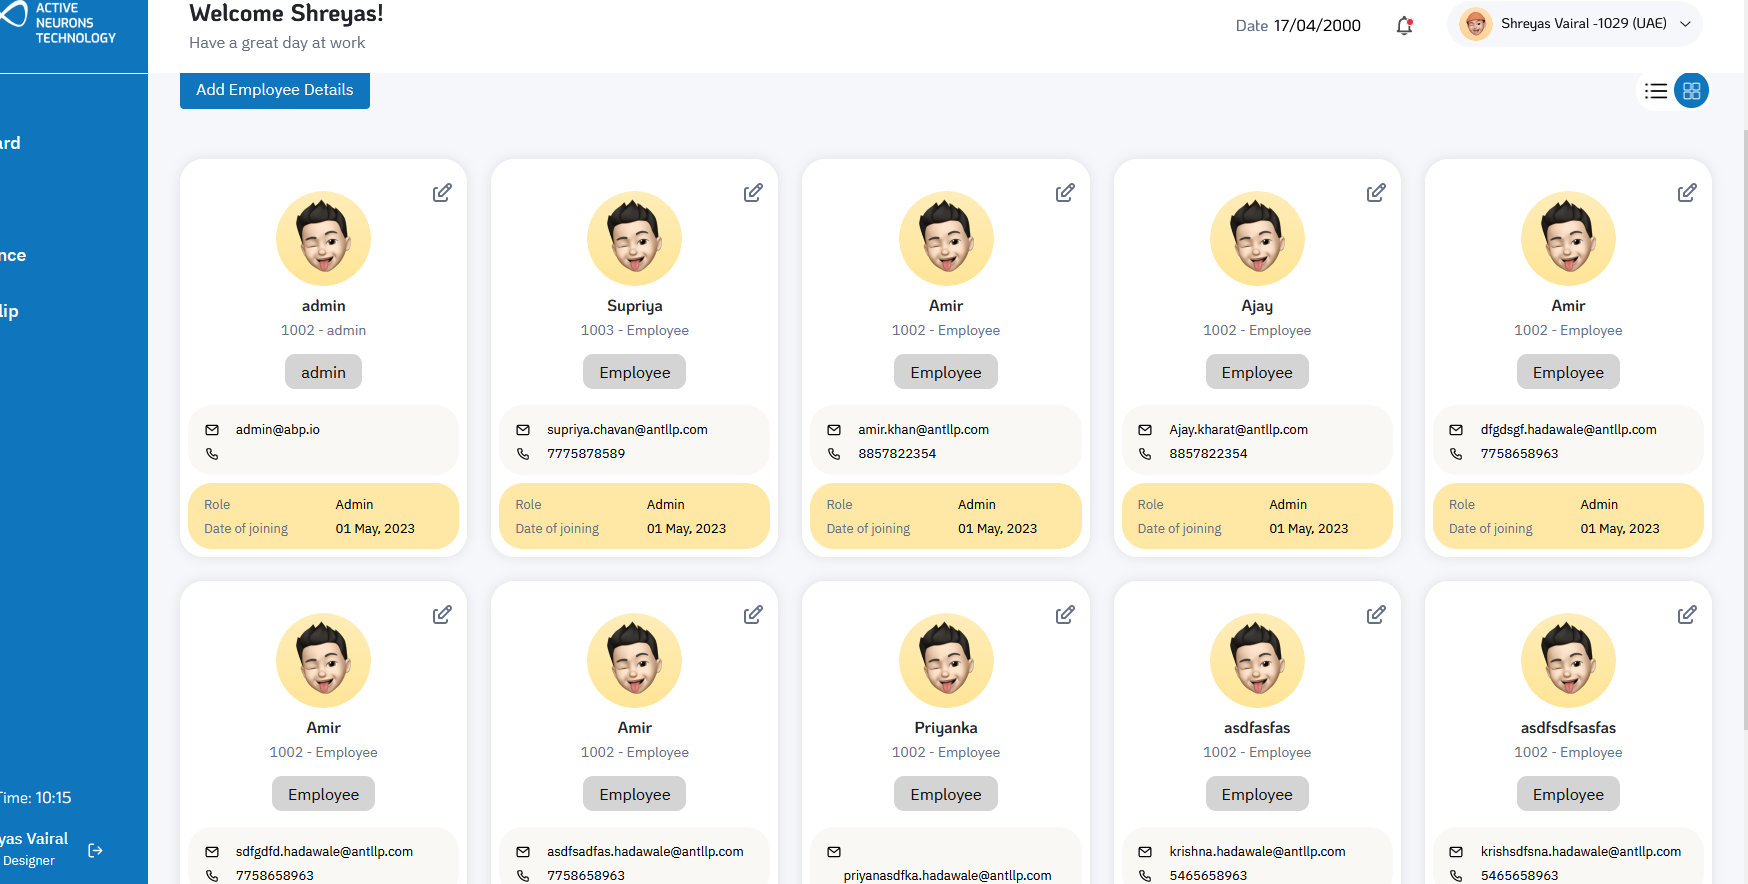 ACTIVE
NEURONS
TECHNOLOGY
Welcome Shreyas!
Have a great day at work
Date 17/04/2000
Shreyas Vairal -1029 (UAE)
Add Employee Details
ard
nce
lip
Time: 10:15
yas Vairal
Designer
admin
1002 - admin
admin
admin@abp.io
Role Admin
Date of joining 01 May, 2023
Supriya
1003 - Employee
Employee
supriya.chavan@antllp.com
7775878589
Role Admin
Date of joining 01 May, 2023
Amir
1002 - Employee
Employee
amir.khan@antllp.com
8857822354
Role Admin
Date of joining 01 May, 2023
Ajay
1002 - Employee
Employee
Ajay.kharat@antllp.com
8857822354
Role Admin
Date of joining 01 May, 2023
Amir
1002 - Employee
Employee
dfgdsgf.hadawale@antllp.com
7758658963
Role Admin
Date of joining 01 May, 2023
Amir
1002 - Employee
Employee
sdfgdfd.hadawale@antllp.com
7758658963
Amir
1002 - Employee
Employee
asdfsadfas.hadawale@antllp.com
7758658963
Priyanka
1002 - Employee
Employee
priyanasdfka.hadawale@antllp.com
asdfasfas
1002 - Employee
Employee
krishna.hadawale@antllp.com
5465658963
asdfsdfsasfas
1002 - Employee
Employee
krishsdfsna.hadawale@antllp.com
5465658963